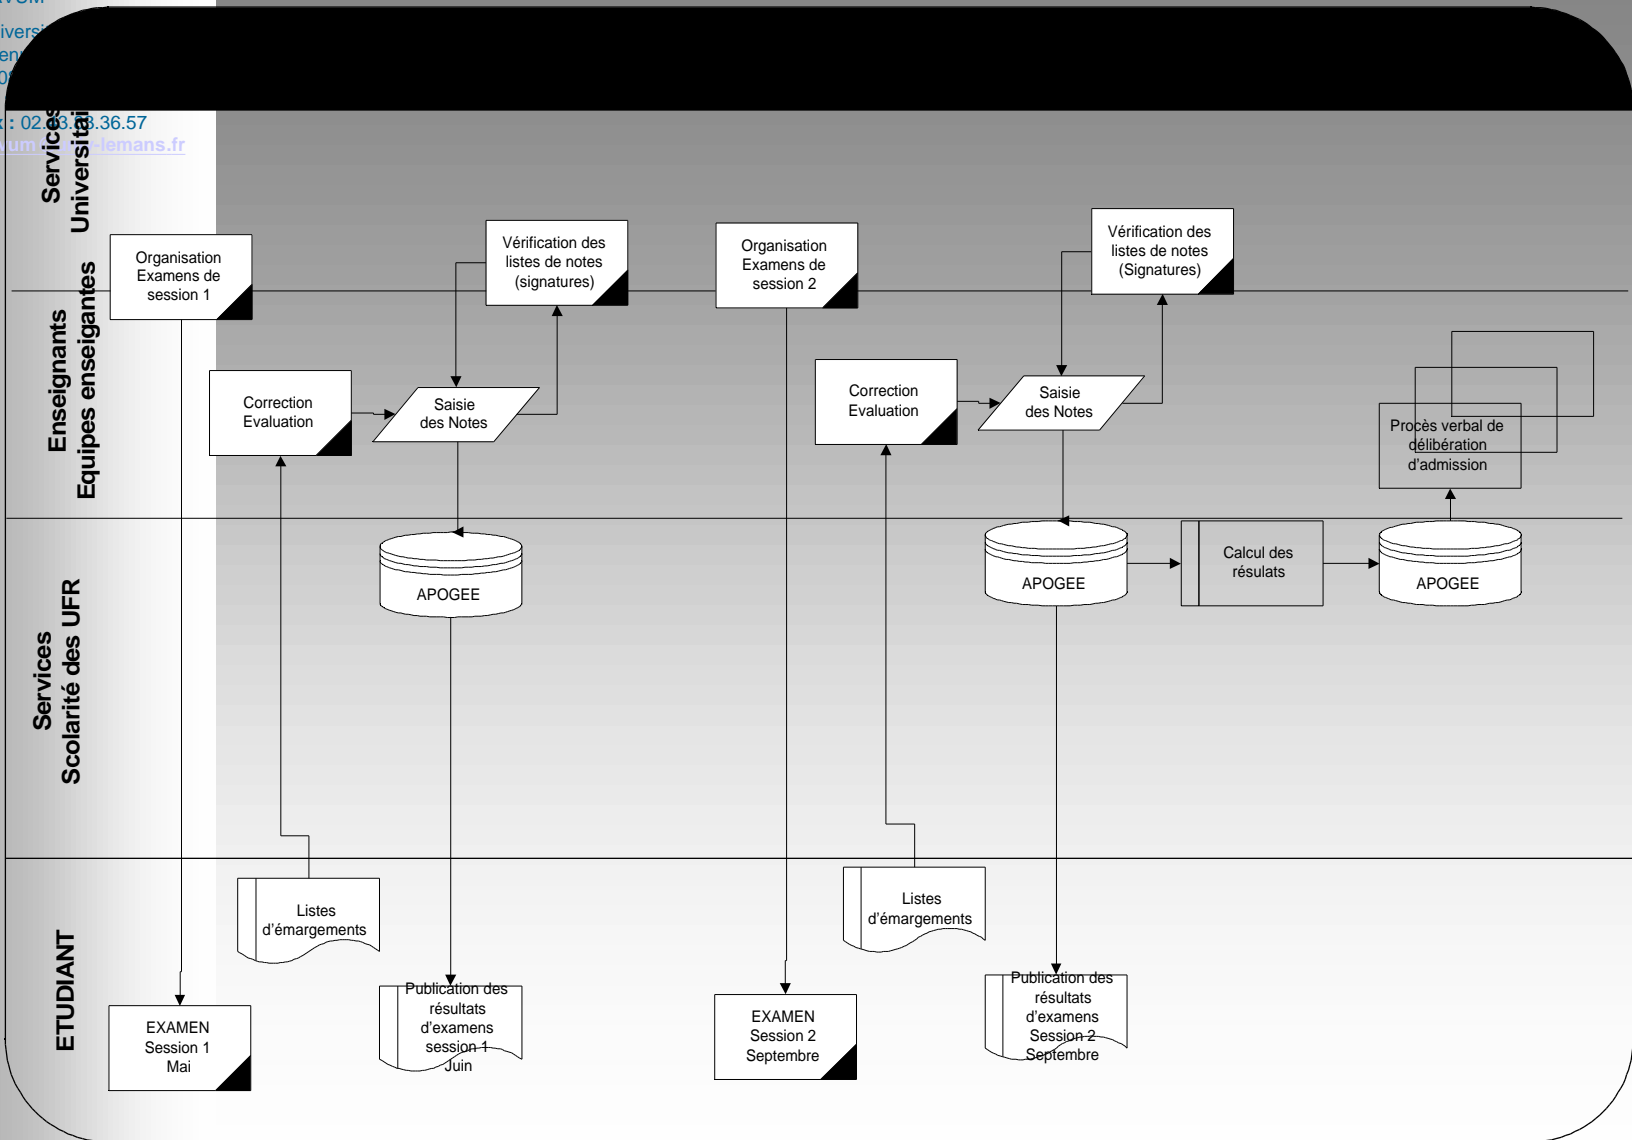 Fax : 02.43.83.36.57
-lemans.fr
Services
Universitai
Enseignants
Equipes enseigantes
Services
Scolarité des UFR
ETUDIANT
Organisation
Examens de
session 1
Vérification des
listes de notes
(signatures)
Organisation
Examens de
session 2
Vérification des
listes de notes
(Signatures)
Correction
Evaluation
Saisie
des Notes
Correction
Evaluation
Saisie
des Notes
Procès verbal de
délibération
d'admission
APOGEE
APOGEE
Calcul des
résulats
APOGEE
Listes
d'émargements
Listes
d'émargements
EXAMEN
Session 1
Mai
Publication des
résultats
d'examens
session 1
Juin
EXAMEN
Session 2
Septembre
Publication des
résultats
d'examens
Session 2
Septembre